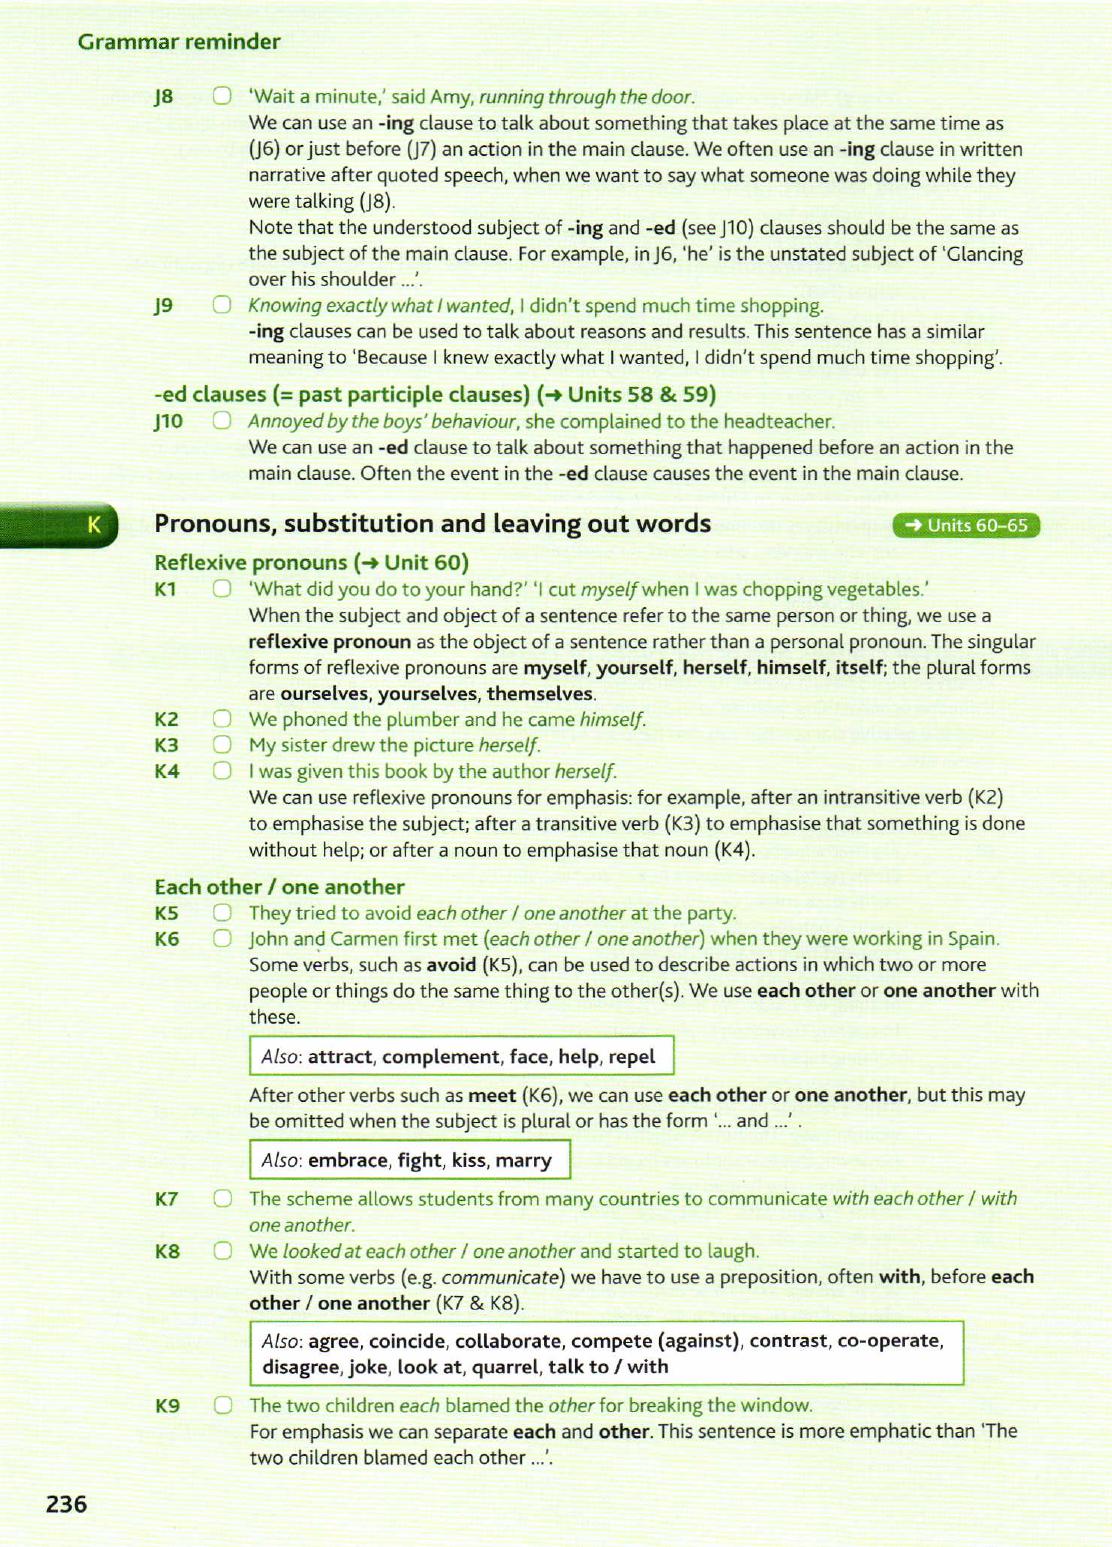 Grammar reminder
J8 'Wait a minute,' said Amy, running through the door.
We can use an -ing clause to talk about something that takes place at the same time as
(J6) or just before (J7) an action in the main clause. We often use an -ing clause in written
narrative after quoted speech, when we want to say what someone was doing while they
were talking (J8).
Note that the understood subject of -ing and -ed (see J10) clauses should be the same as
the subject of the main clause. For example, in J6, 'he' is the unstated subject of 'Glancing
over his shoulder ...'.
J9 Knowing exactly what I wanted, I didn't spend much time shopping.
-ing clauses can be used to talk about reasons and results. This sentence has a similar
meaning to 'Because I knew exactly what I wanted, I didn't spend much time shopping'.
-ed clauses (= past participle clauses) (➔ Units 58 & 59)
J10 Annoyed by the boys' behaviour, she complained to the headteacher.
We can use an -ed clause to talk about something that happened before an action in the
main clause. Often the event in the -ed clause causes the event in the main clause.
K Pronouns, substitution and leaving out words ➔ Units 60–65
Reflexive pronouns (➔ Unit 60)
K1 'What did you do to your hand?' 'I cut myself when I was chopping vegetables.'
When the subject and object of a sentence refer to the same person or thing, we use a
reflexive pronoun as the object of a sentence rather than a personal pronoun. The singular
forms of reflexive pronouns are myself, yourself, herself, himself, itself; the plural forms
are ourselves, yourselves, themselves.
K2 We phoned the plumber and he came himself.
K3 My sister drew the picture herself.
K4 I was given this book by the author herself.
We can use reflexive pronouns for emphasis: for example, after an intransitive verb (K2)
to emphasise the subject; after a transitive verb (K3) to emphasise that something is done
without help; or after a noun to emphasise that noun (K4).
Each other / one another
K5 They tried to avoid each other / one another at the party.
K6 John and Carmen first met (each other / one another) when they were working in Spain.
Some verbs, such as avoid (K5), can be used to describe actions in which two or more
people or things do the same thing to the other(s). We use each other or one another with
these.
Also: attract, complement, face, help, repel
After other verbs such as meet (K6), we can use each other or one another, but this may
be omitted when the subject is plural or has the form '... and ...' .
Also: embrace, fight, kiss, marry
K7 The scheme allows students from many countries to communicate with each other / with
one another.
K8 We looked at each other / one another and started to laugh.
With some verbs (e.g. communicate) we have to use a preposition, often with, before each
other / one another (K7 & K8).
Also: agree, coincide, collaborate, compete (against), contrast, co-operate,
disagree, joke, look at, quarrel, talk to / with
K9 The two children each blamed the other for breaking the window.
For emphasis we can separate each and other. This sentence is more emphatic than 'The
two children blamed each other ...'.
236